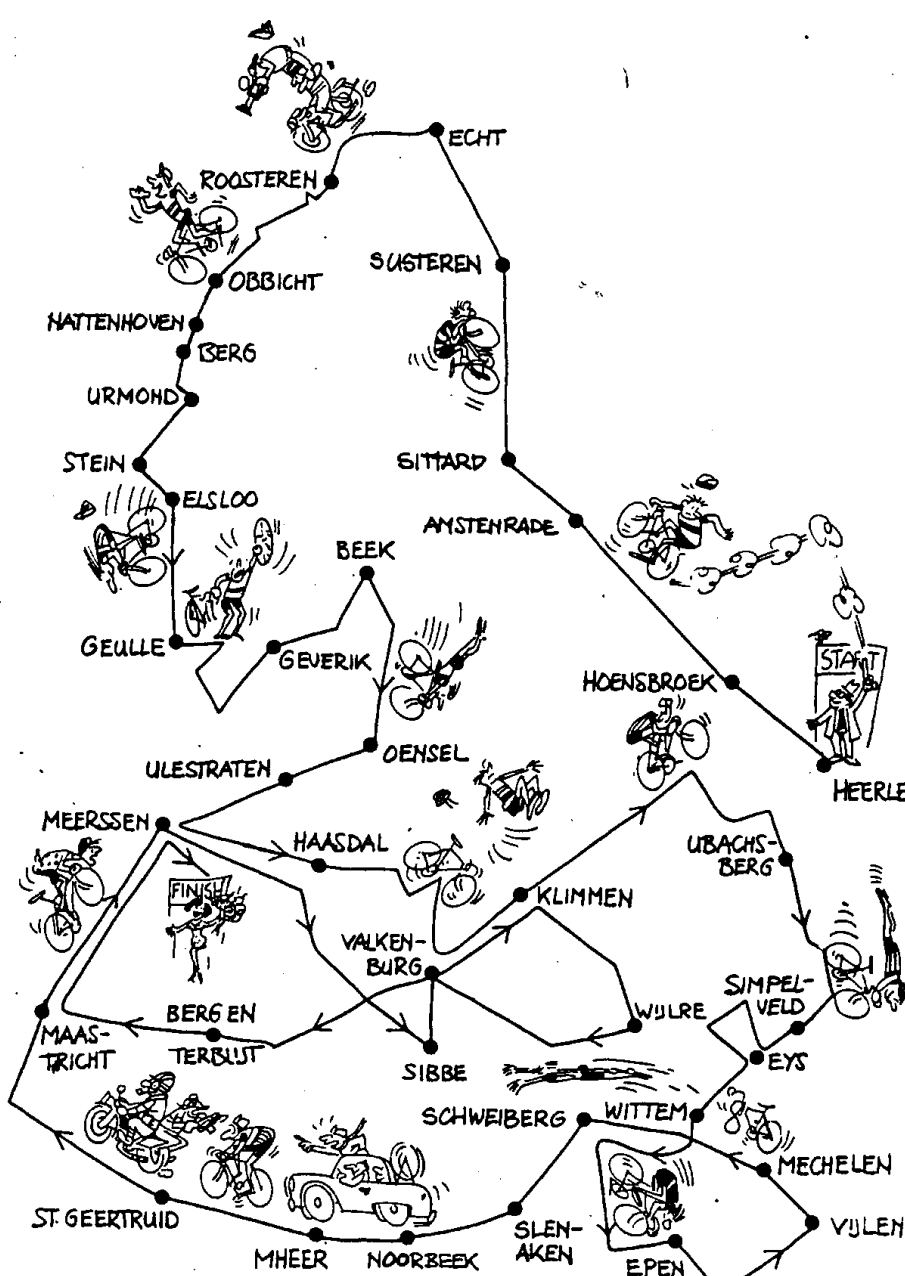 ECHT
ROOSTEREN
SUSTEREN
OBBICHT
NATTENHOVEN
BERG
URMOND
STEIN
SITTARD
ELSLOO
AMSTENRADE
BEEK
GEULLE
GEVERIK
START
HOENSBROEK
OENSEL
ULESTRATEN
HEERLE
MEERSSEN
HAASDAL
UBACHS-
BERG
FINISH
KLIMMEN
VALKEN-
BURG
SIMPEL-
VELD
MAAS-
TRICHT
BERG EN
TERBLIJT
WIJLRE
SIBBE
EYS
SCHWEIBERG
WITTEM
MECHELEN
ST. GEERTRUID
SLEN-
AKEN
VIJLEN
MHEER
NOORBEEK
EPEN